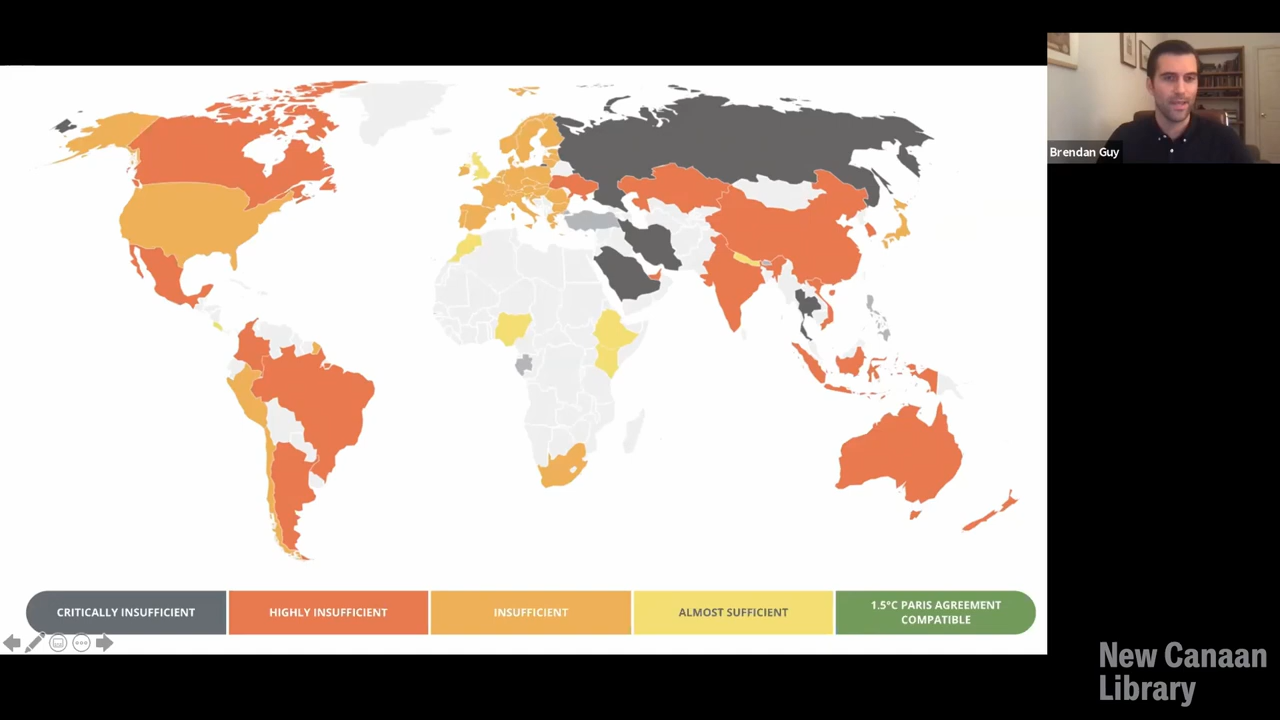 Brendan Guy
CRITICALLY INSUFFICIENT
HIGHLY INSUFFICIENT
INSUFFICIENT
ALMOST SUFFICIENT
1.5°C PARIS AGREEMENT
COMPATIBLE
New Canaan
Library